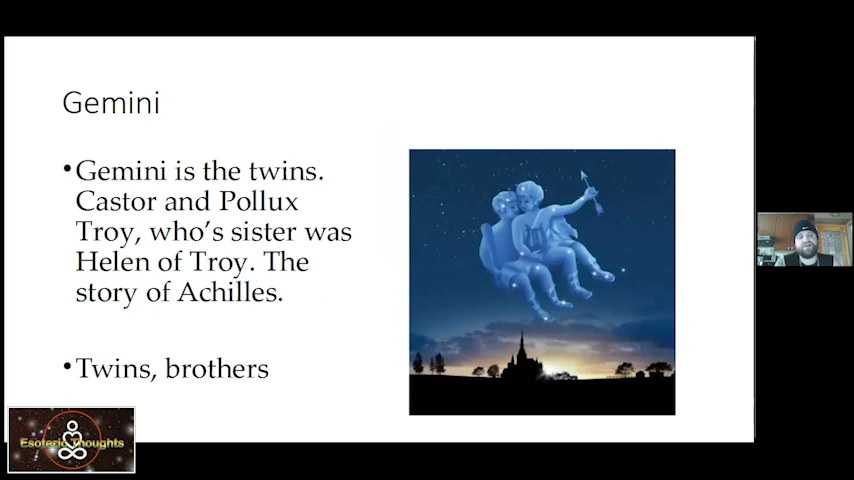 Gemini
•Gemini is the twins.
Castor and Pollux
Troy, who's sister was
Helen of Troy. The
story of Achilles.
•Twins, brothers
Esoteric Thoughts